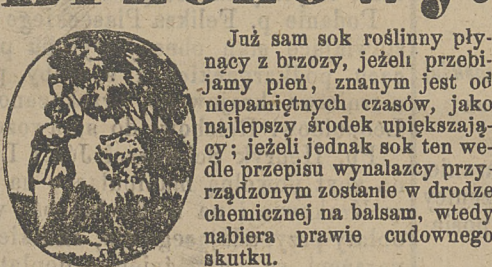 Już sam sok roślinny pły-
nący z brzozy, jeżeli przebi-
jamy pień, znanym jest od
niepamiętnych czasów, jako
najlepszy środek upiększają-
cy; jeżeli jednak sok ten we-
dle przepisu wynalazcy przy-
rządzonym zostanie w drodze
chemicznej na balsam, wtedy
nabiera prawie cudownego
skutku.